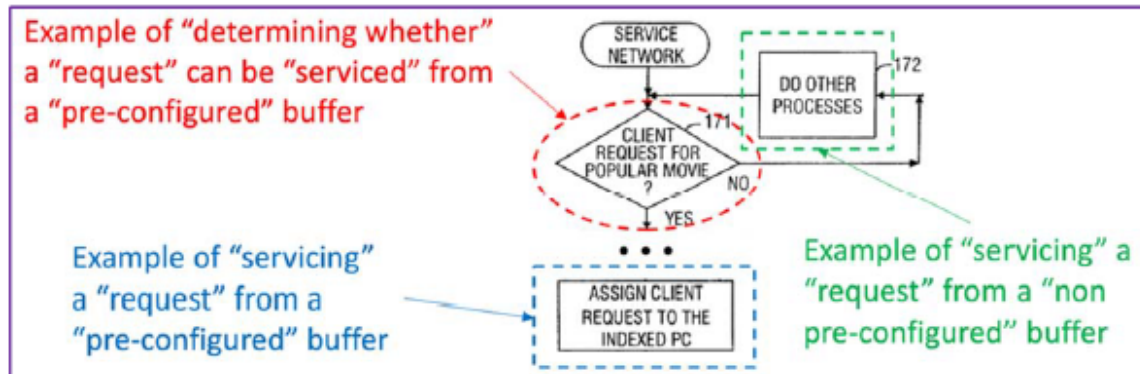 Example of “determining whether”
a “request” can be “serviced” from
a “pre-configured” buffer
SERVICE
NETWORK
172
DO OTHER
PROCESSES
171
CLIENT
REQUEST FOR
POPULAR MOVIE
?
NO
YES
Example of “servicing”
a “request” from a
“pre-configured” buffer
ASSIGN CLIENT
REQUEST TO THE
INDEXED PC
Example of “servicing” a
“request” from a “non
pre-configured” buffer